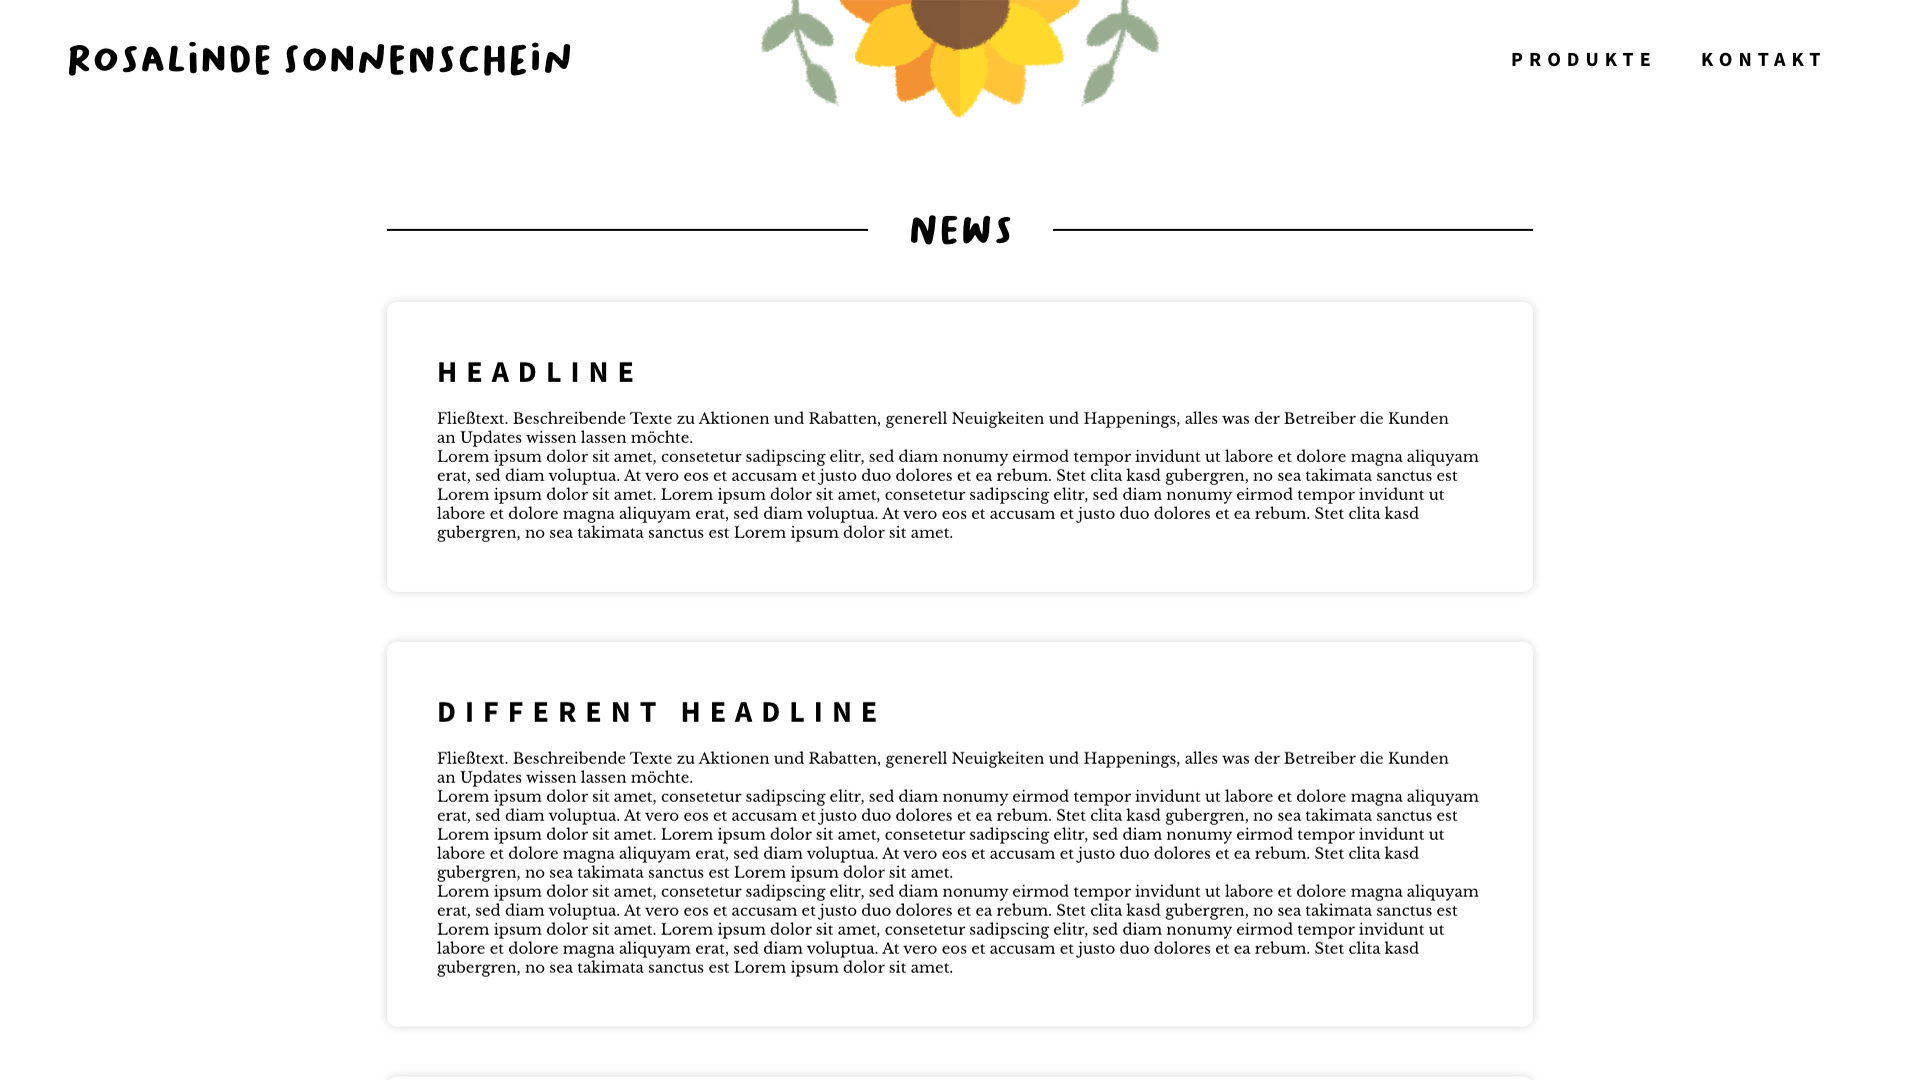 ROSALiNDE SONNENSCHEiN
PRODUKTE KONTAKT
NEWS
HEADLINE
Fließtext. Beschreibende Texte zu Aktionen und Rabatten, generell Neuigkeiten und Happenings, alles was der Betreiber die Kunden
an Updates wissen lassen möchte.
Lorem ipsum dolor sit amet, consetetur sadipscing elitr, sed diam nonumy eirmod tempor invidunt ut labore et dolore magna aliquyam
erat, sed diam voluptua. At vero eos et accusam et justo duo dolores et ea rebum. Stet clita kasd gubergren, no sea takimata sanctus est
Lorem ipsum dolor sit amet. Lorem ipsum dolor sit amet, consetetur sadipscing elitr, sed diam nonumy eirmod tempor invidunt ut
labore et dolore magna aliquyam erat, sed diam voluptua. At vero eos et accusam et justo duo dolores et ea rebum. Stet clita kasd
gubergren, no sea takimata sanctus est Lorem ipsum dolor sit amet.
DIFFERENT HEADLINE
Fließtext. Beschreibende Texte zu Aktionen und Rabatten, generell Neuigkeiten und Happenings, alles was der Betreiber die Kunden
an Updates wissen lassen möchte.
Lorem ipsum dolor sit amet, consetetur sadipscing elitr, sed diam nonumy eirmod tempor invidunt ut labore et dolore magna aliquyam
erat, sed diam voluptua. At vero eos et accusam et justo duo dolores et ea rebum. Stet clita kasd gubergren, no sea takimata sanctus est
Lorem ipsum dolor sit amet. Lorem ipsum dolor sit amet, consetetur sadipscing elitr, sed diam nonumy eirmod tempor invidunt ut
labore et dolore magna aliquyam erat, sed diam voluptua. At vero eos et accusam et justo duo dolores et ea rebum. Stet clita kasd
gubergren, no sea takimata sanctus est Lorem ipsum dolor sit amet.
Lorem ipsum dolor sit amet, consetetur sadipscing elitr, sed diam nonumy eirmod tempor invidunt ut labore et dolore magna aliquyam
erat, sed diam voluptua. At vero eos et accusam et justo duo dolores et ea rebum. Stet clita kasd gubergren, no sea takimata sanctus est
Lorem ipsum dolor sit amet. Lorem ipsum dolor sit amet, consetetur sadipscing elitr, sed diam nonumy eirmod tempor invidunt ut
labore et dolore magna aliquyam erat, sed diam voluptua. At vero eos et accusam et justo duo dolores et ea rebum. Stet clita kasd
gubergren, no sea takimata sanctus est Lorem ipsum dolor sit amet.